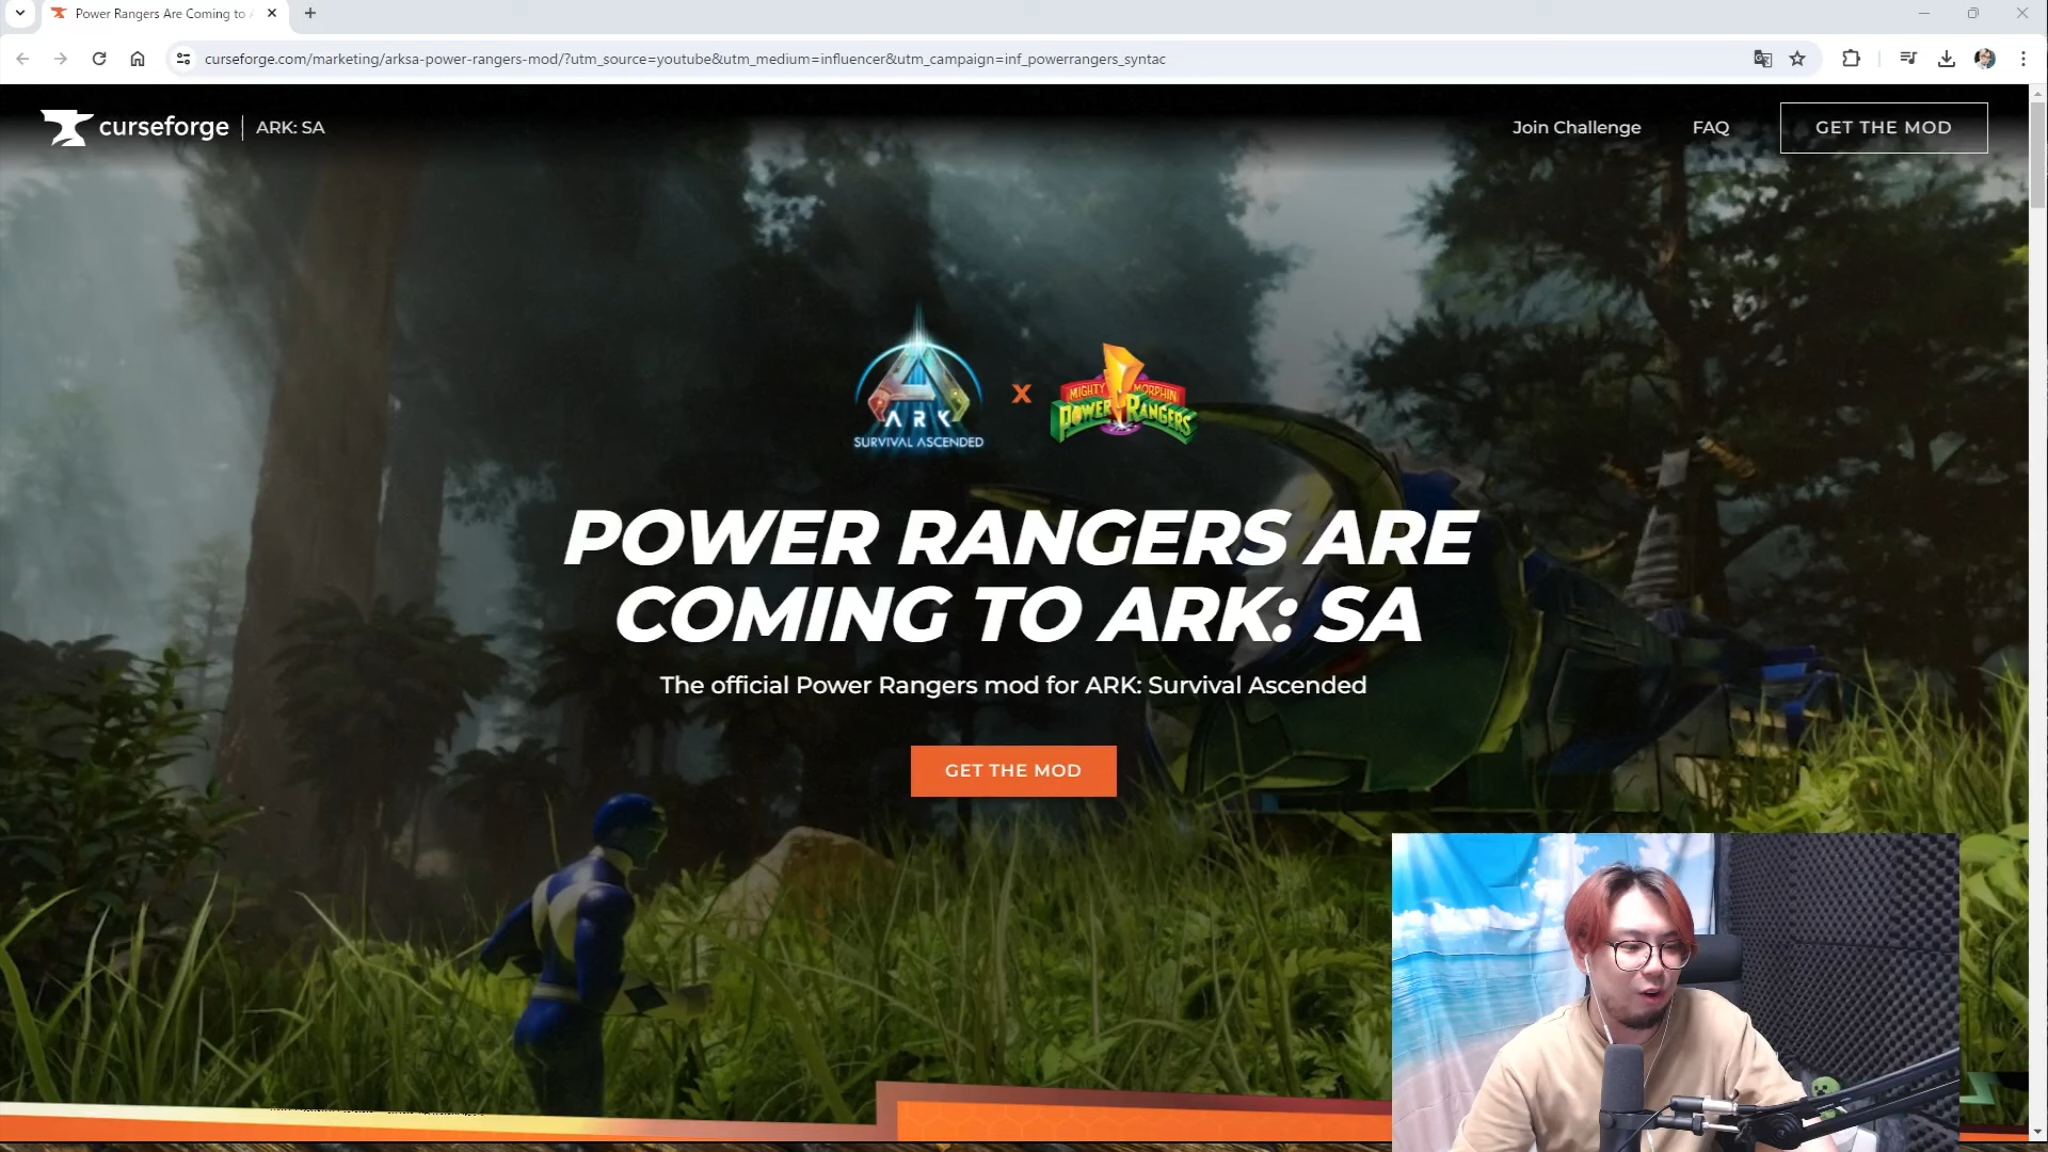 Power Rangers Are Coming to
curseforge.com/marketing/arksa-power-rangers-mod/?utm_source=youtube&utm_medium=influencer&utm_campaign=inf_powerrangers_syntac
curseforge | ARK: SA
Join Challenge
FAQ
GET THE MOD
ARK
SURVIVAL ASCENDED
X
MIGHTY MORPHIN
POWER RANGERS
POWER RANGERS ARE
COMING TO ARK: SA
The official Power Rangers mod for ARK: Survival Ascended
GET THE MOD